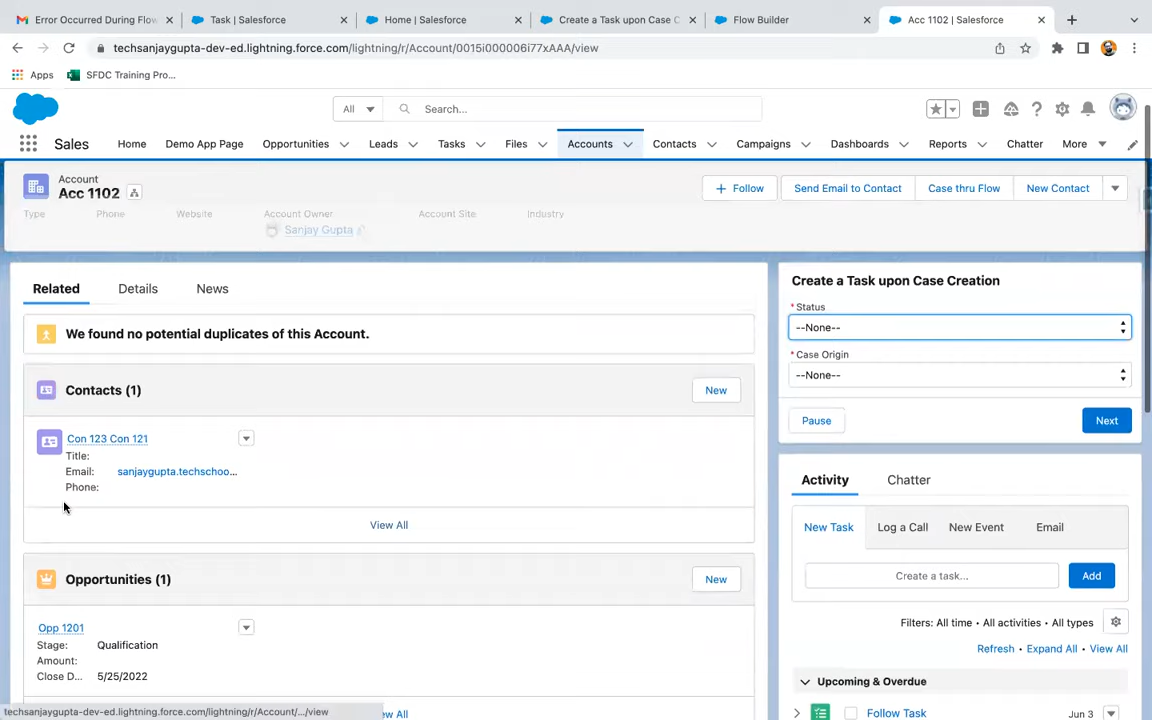 Error Occurred During Flow
Task | Salesforce
Home | Salesforce
Create a Task upon Case C
Flow Builder
Acc 1102 | Salesforce
techsanjaygupta-dev-ed.lightning.force.com/lightning/r/Account/0015i000006i77xAAA/view
Apps
SFDC Training Pro...
All
Search...
Sales
Home
Demo App Page
Opportunities
Leads
Tasks
Files
Accounts
Contacts
Campaigns
Dashboards
Reports
Chatter
More
Account
Acc 1102
+ Follow
Send Email to Contact
Case thru Flow
New Contact
Type
Phone
Website
Account Owner
Account Site
Industry
Sanjay Gupta
Related
Details
News
We found no potential duplicates of this Account.
Contacts (1)
New
Con 123 Con 121
Title:
Email:
sanjaygupta.techschoo...
Phone:
View All
Opportunities (1)
New
Opp 1201
Stage:
Qualification
Amount:
Close D...
5/25/2022
ew All
Create a Task upon Case Creation
* Status
--None--
* Case Origin
--None--
Pause
Next
Activity
Chatter
New Task
Log a Call
New Event
Email
Create a task...
Add
Filters: All time • All activities • All types
Refresh • Expand All • View All
Upcoming & Overdue
Follow Task
Jun 3
techsanjaygupta-dev-ed.lightning.force.com/lightning/r/Account/.../view